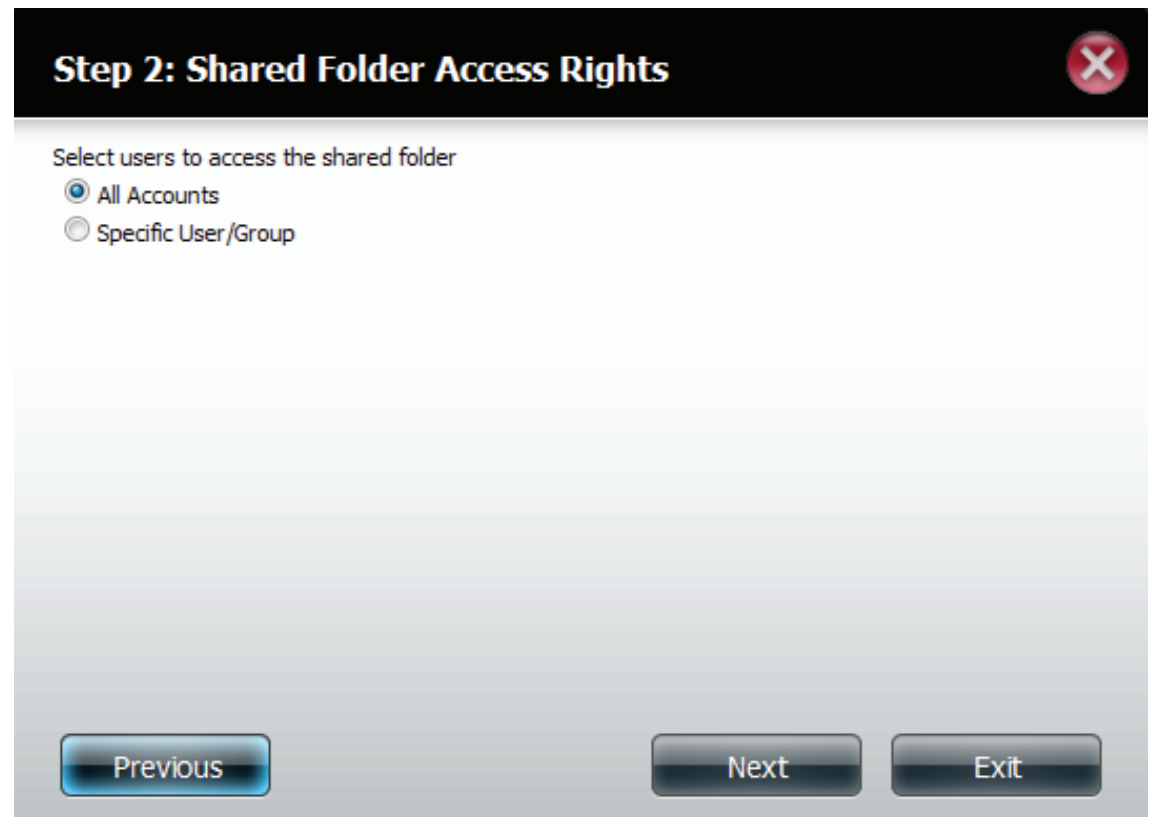 Step 2: Shared Folder Access Rights
Select users to access the shared folder
All Accounts
Specific User/Group
Previous
Next
Exit